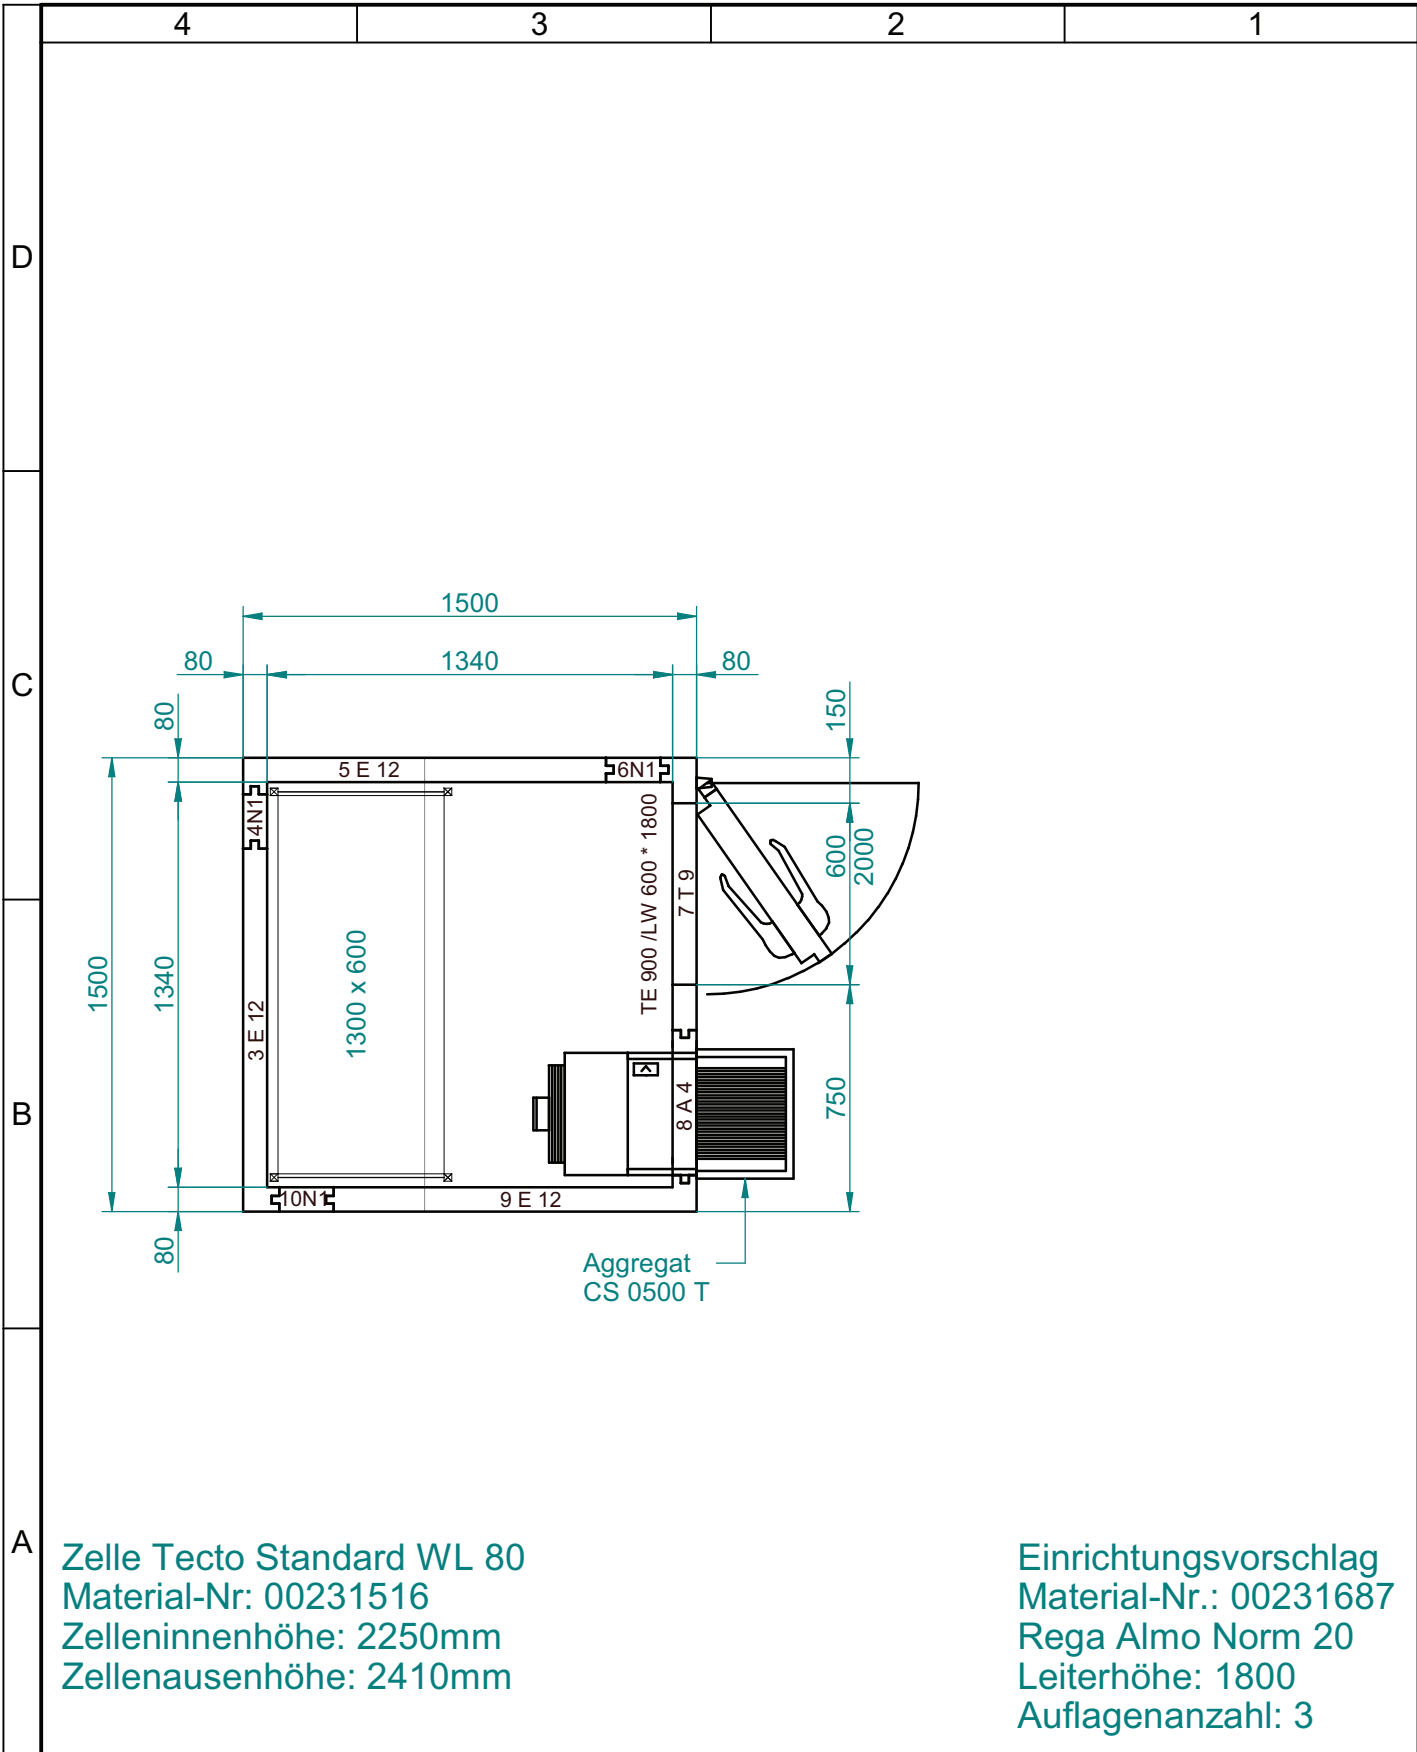 4 3 2 1
D
C
B
A
1500
80 1340 80
80
150
5 E 12
6N1
4N1
TE 900 /LW 600 * 1800
7 T 9
600
2000
1500
1340
3 E 12
1300 x 600
8 A 4
750
10N1
9 E 12
80
Aggregat
CS 0500 T
Zelle Tecto Standard WL 80
Material-Nr: 00231516
Zelleninnenhöhe: 2250mm
Zellenausenhöhe: 2410mm
Einrichtungsvorschlag
Material-Nr.: 00231687
Rega Almo Norm 20
Leiterhöhe: 1800
Auflagenanzahl: 3